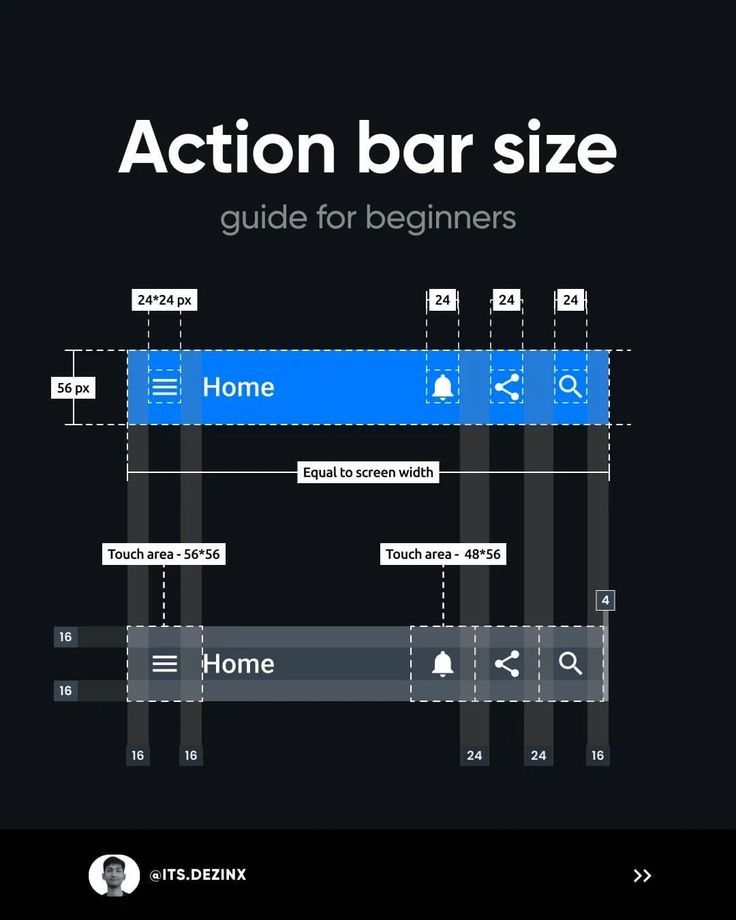 Action bar size
guide for beginners
24*24 px
24
24
24
56 px
Home
Equal to screen width
Touch area - 56*56
Touch area -  48*56
4
16
Home
16
16
16
24
24
16
@ITS.DEZINX